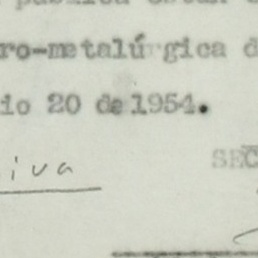 ro-metalúrgica d
io 20 de 1954.
iva
SEC